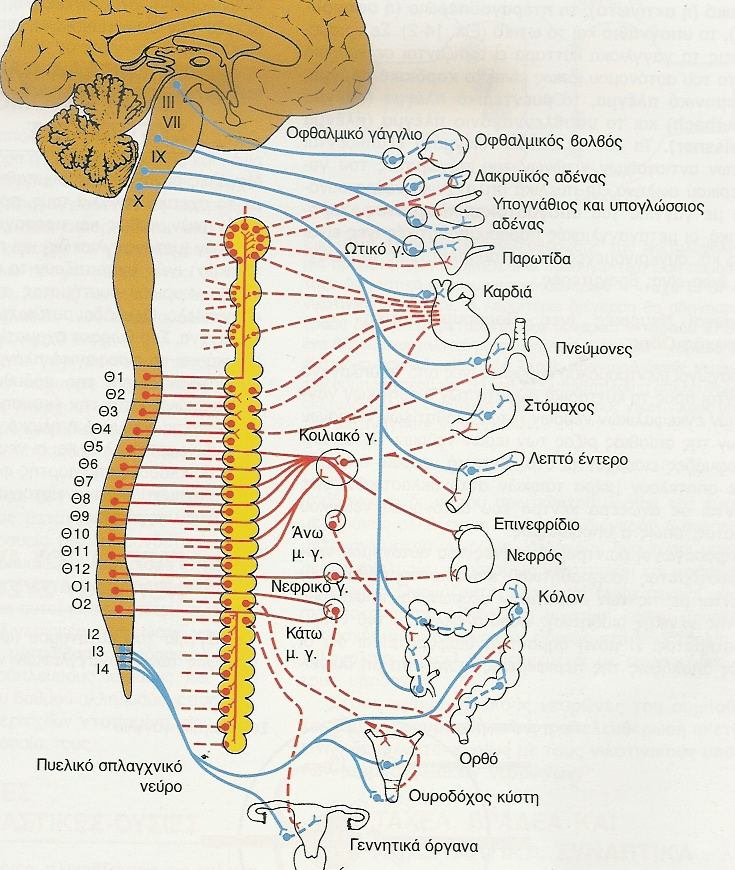 III
VII
IX
X
Οφθαλμικό γάγγλιο
Οφθαλμικός βολβός
Δακρυϊκός αδένας
Υπογνάθιος και υπογλώσσιος
αδένας
Ωτικό γ.
Παρωτίδα
Καρδιά
Πνεύμονες
Στόμαχος
Κοιλιακό γ.
Λεπτό έντερο
Θ1
Θ2
Θ3
Θ4
Θ5
Θ6
Θ7
Θ8
Θ9
Θ10
Θ11
Θ12
Ο1
Ο2
Ι2
Ι3
Ι4
Άνω
μ. γ.
Επινεφρίδιο
Νεφρός
Νεφρικό γ.
Κόλον
Κάτω
μ. γ.
Ορθό
Πυελικό σπλαγχνικό
νεύρο
Ουροδόχος κύστη
Γεννητικά όργανα